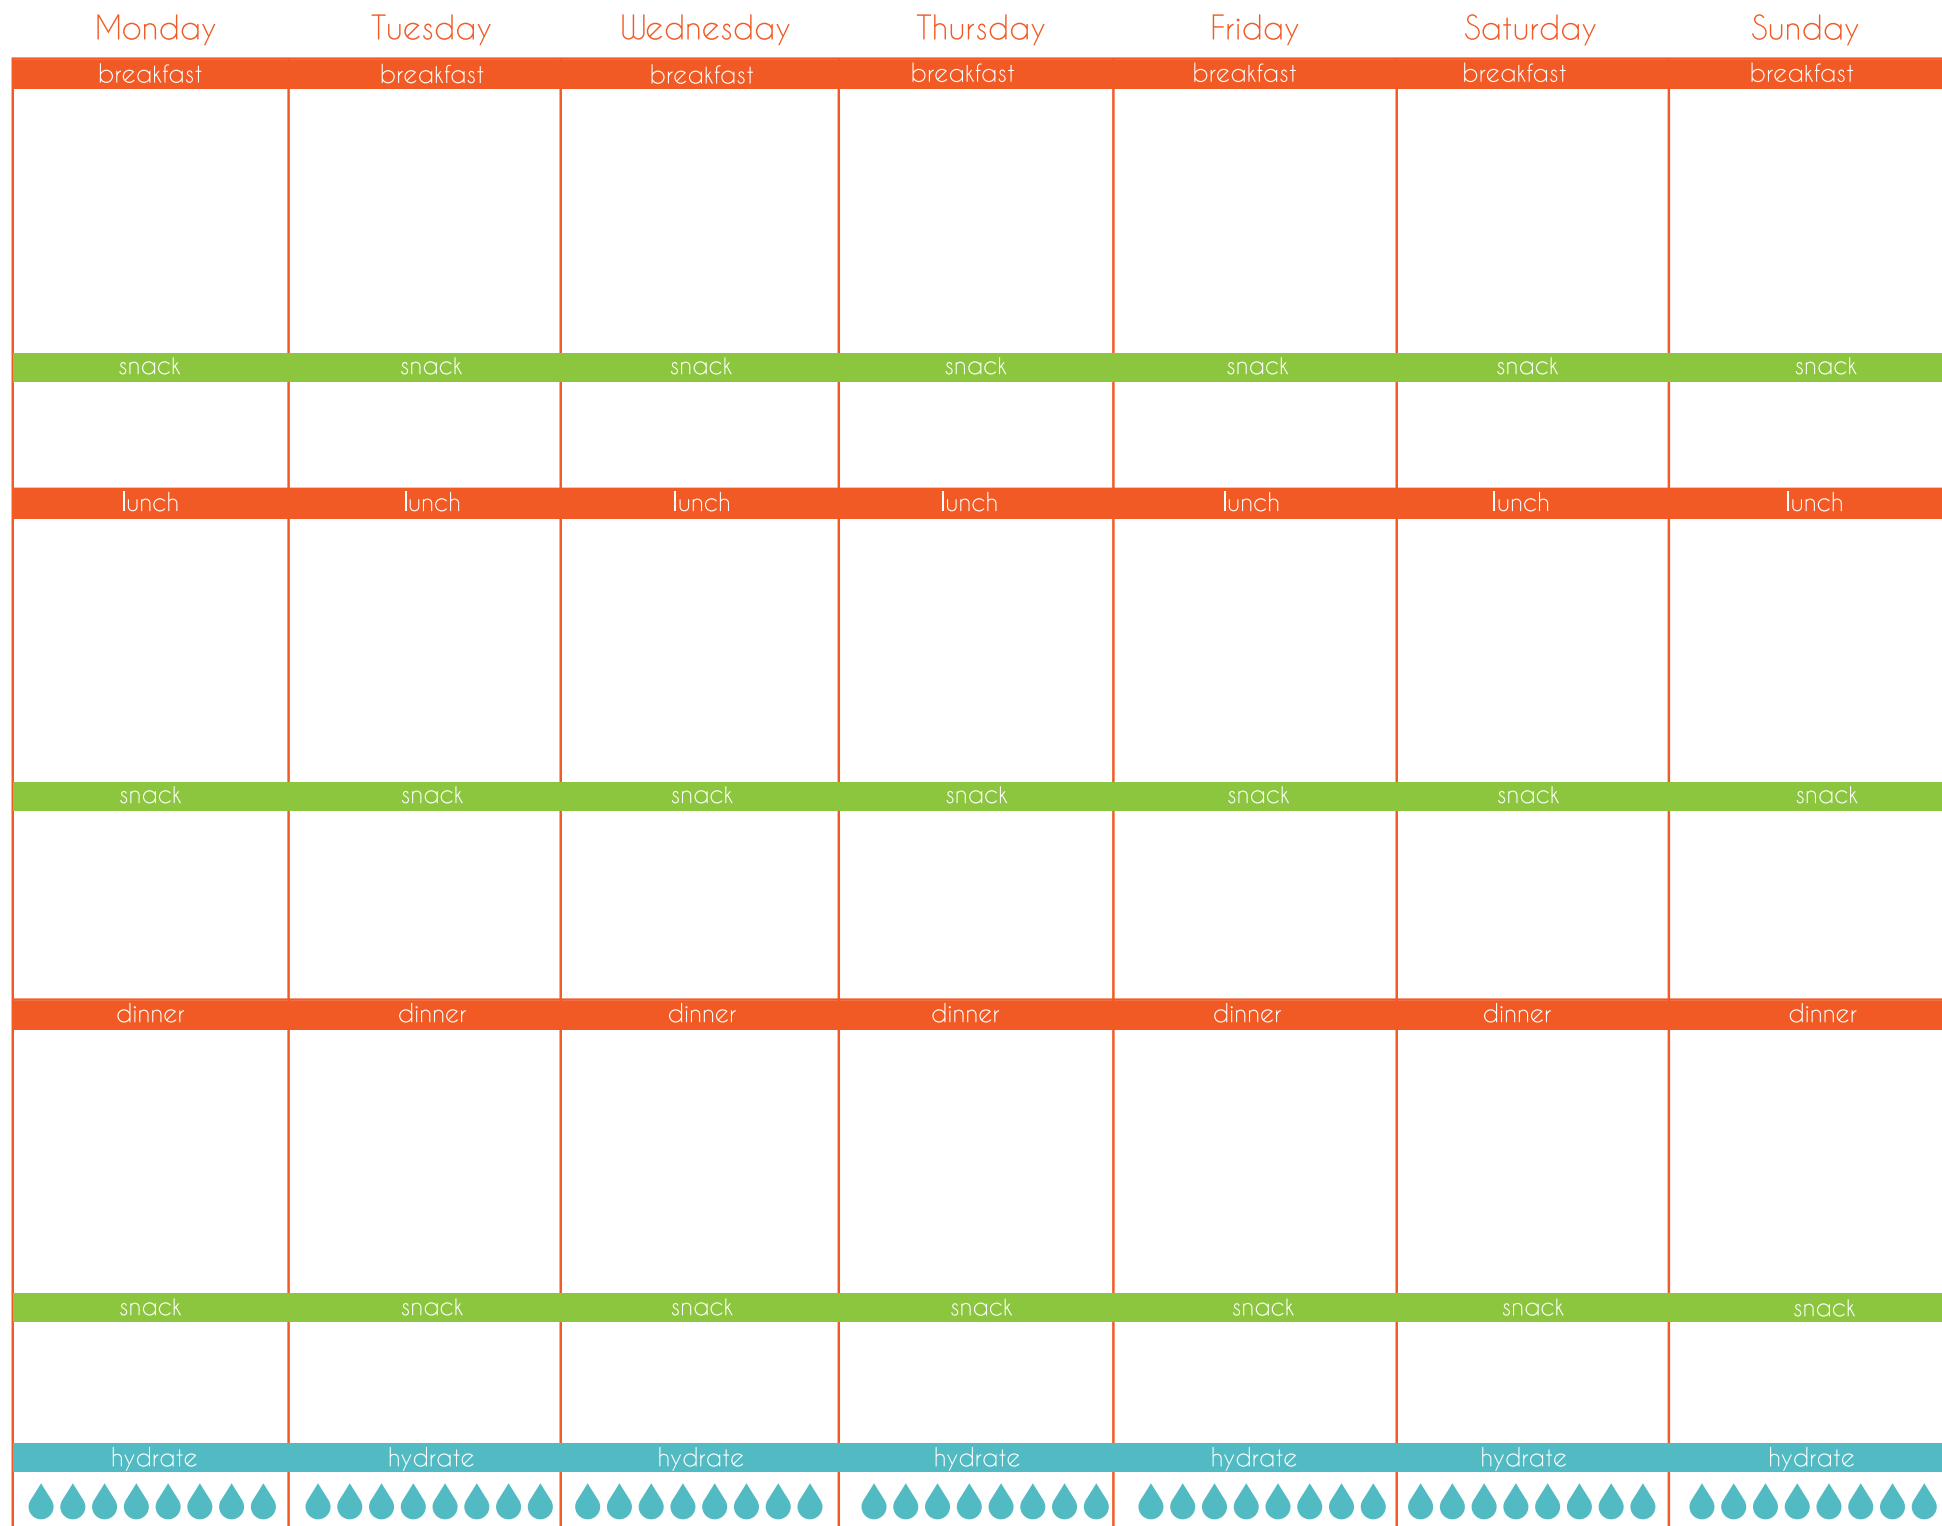 Monday Tuesday Wednesday Thursday Friday Saturday Sunday
breakfast breakfast breakfast breakfast breakfast breakfast breakfast
snack snack snack snack snack snack snack
lunch lunch lunch lunch lunch lunch lunch
snack snack snack snack snack snack snack
dinner dinner dinner dinner dinner dinner dinner
snack snack snack snack snack snack snack
hydrate hydrate hydrate hydrate hydrate hydrate hydrate